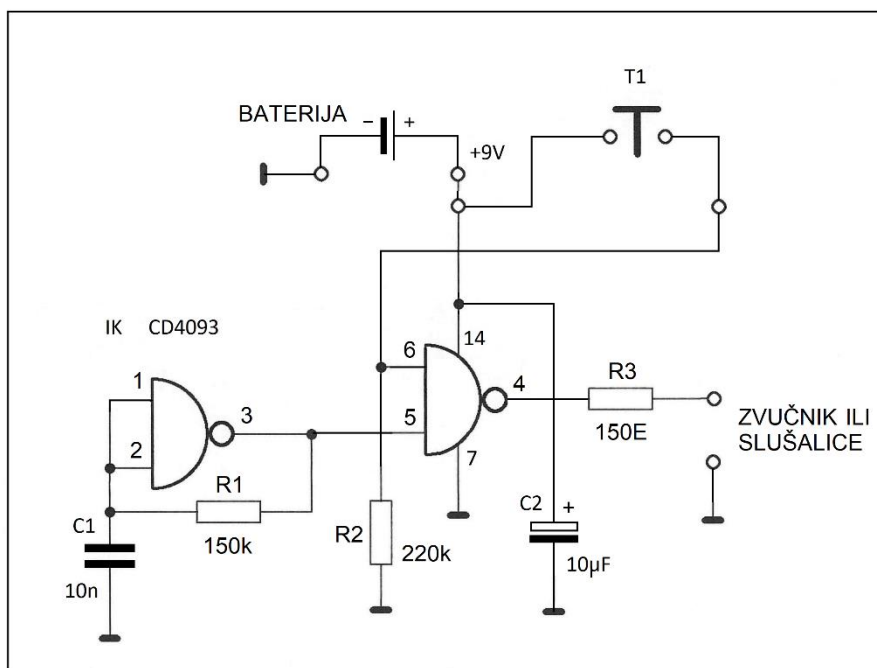 T1
BATERIJA
− +
+9V
IK CD4093
14
6
1
4
R3
3
5
ZVUČNIK ILI
SLUŠALICE
2
150E
7
R1
C2 +
C1
R2
150k
220k
10µF
10n